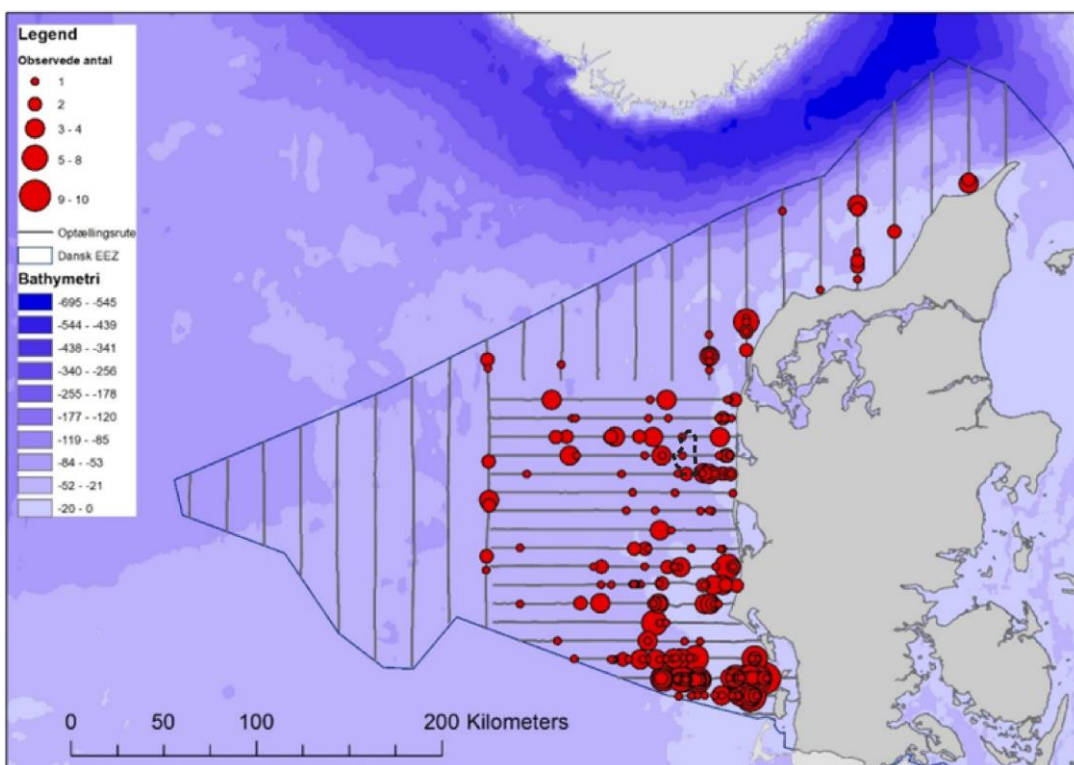 Legend
Observede antal
1
2
3 - 4
5 - 8
9 - 10
Optællingsrute
Dansk EEZ
Bathymetri
-695 - -545
-544 - -439
-438 - -341
-340 - -256
-255 - -178
-177 - -120
-119 - -85
-84 - -53
-52 - -21
-20 - 0
0 50 100 200 Kilometers